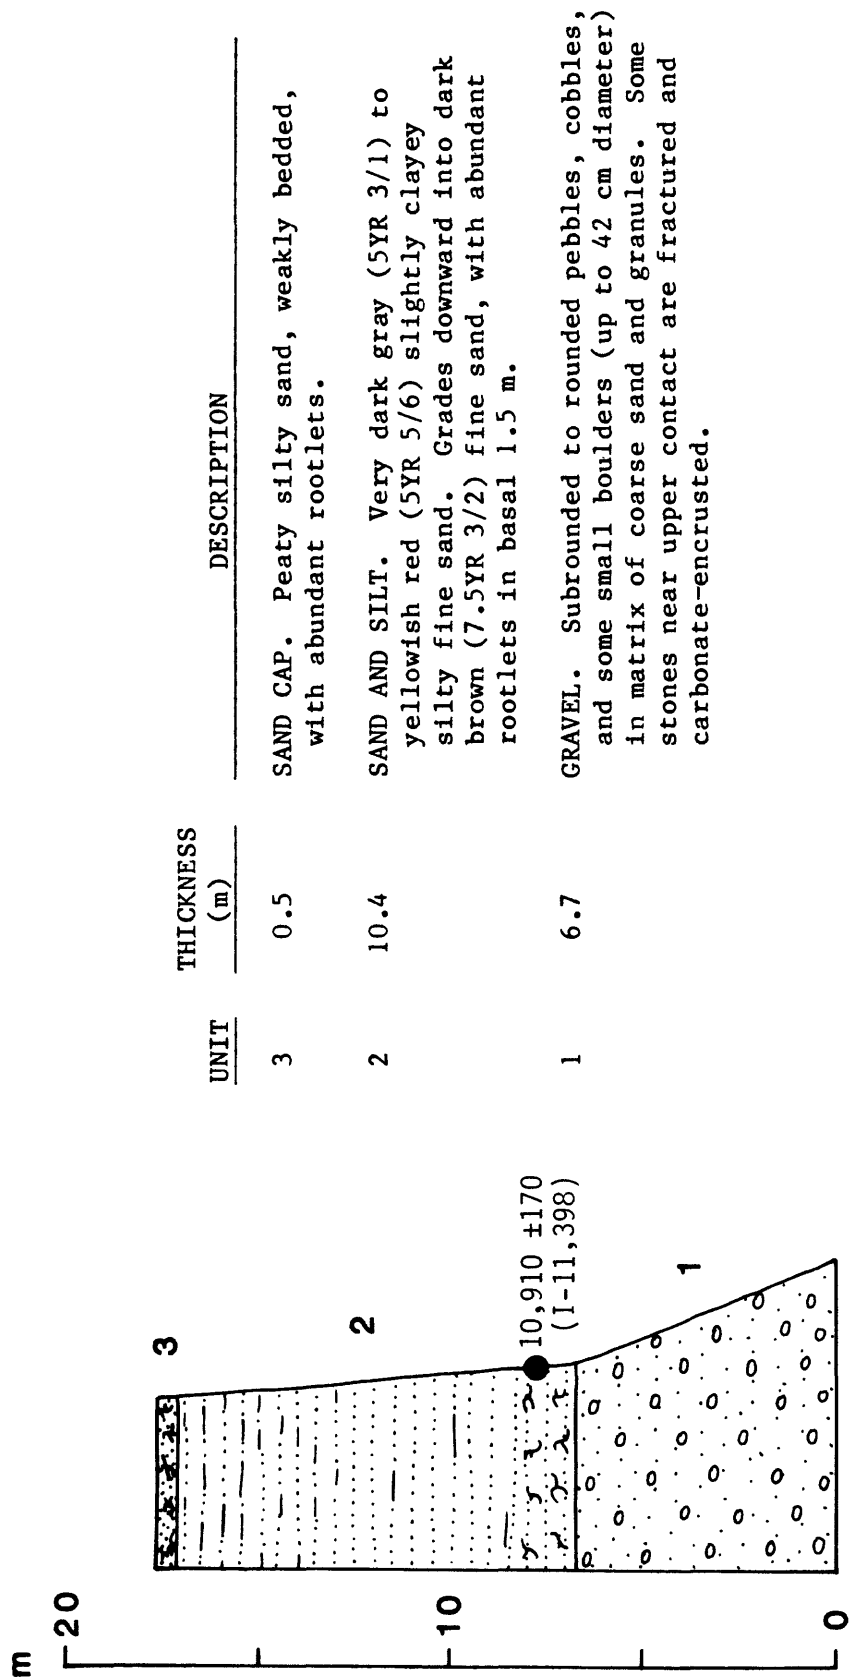 m
20
10
0
3
2
1
10,910 ±170
(I-11,398)
UNIT
THICKNESS
(m)
DESCRIPTION
3
0.5
SAND CAP. Peaty silty sand, weakly bedded,
with abundant rootlets.
2
10.4
SAND AND SILT. Very dark gray (5YR 3/1) to
yellowish red (5YR 5/6) slightly clayey
silty fine sand. Grades downward into dark
brown (7.5YR 3/2) fine sand, with abundant
rootlets in basal 1.5 m.
1
6.7
GRAVEL. Subrounded to rounded pebbles, cobbles,
and some small boulders (up to 42 cm diameter)
in matrix of coarse sand and granules. Some
stones near upper contact are fractured and
carbonate-encrusted.